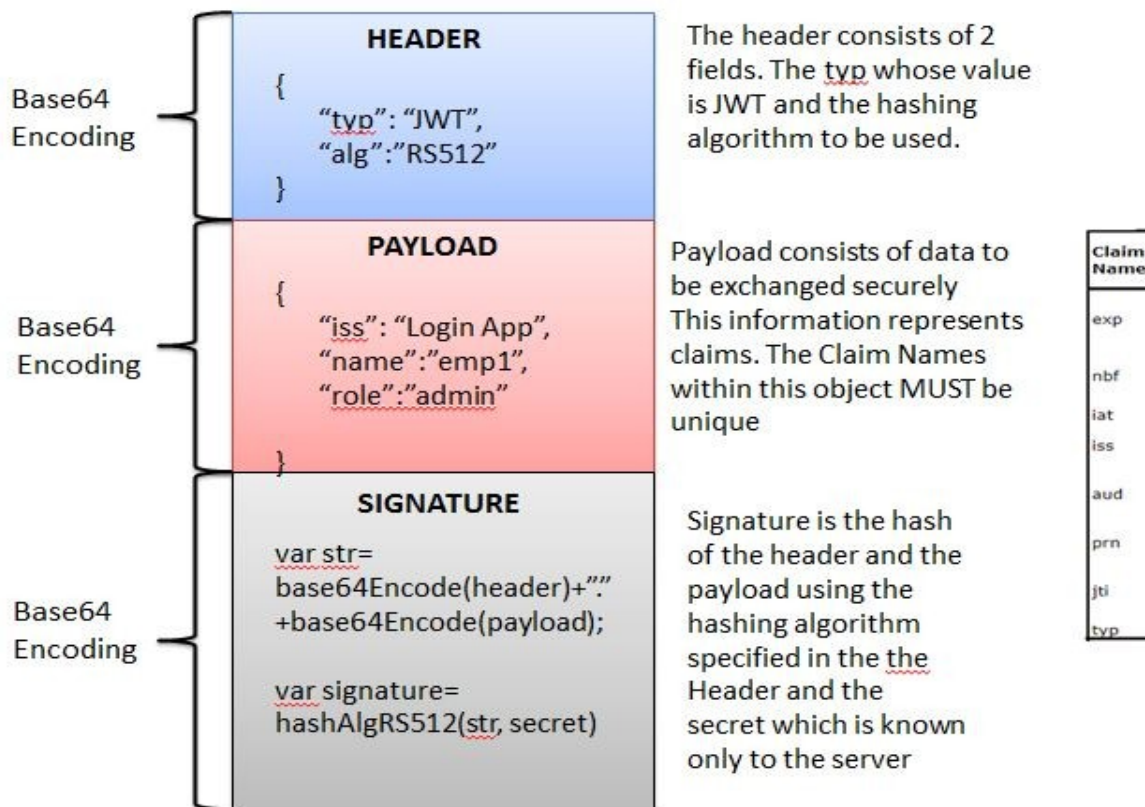 Base64
Encoding
HEADER
{
“typ”: “JWT”,
“alg”:”RS512”
}
The header consists of 2
fields. The typ whose value
is JWT and the hashing
algorithm to be used.
Base64
Encoding
PAYLOAD
{
“iss”: “Login App”,
“name”:”emp1”,
“role”:”admin”
}
Payload consists of data to
be exchanged securely
This information represents
claims. The Claim Names
within this object MUST be
unique
Base64
Encoding
SIGNATURE
var str=
base64Encode(header)+”.”
+base64Encode(payload);
var signature=
hashAlgRS512(str, secret)
Signature is the hash
of the header and the
payload using the
hashing algorithm
specified in the the
Header and the
secret which is known
only to the server
Claim
Name
exp
nbf
iat
iss
aud
prn
jti
typ